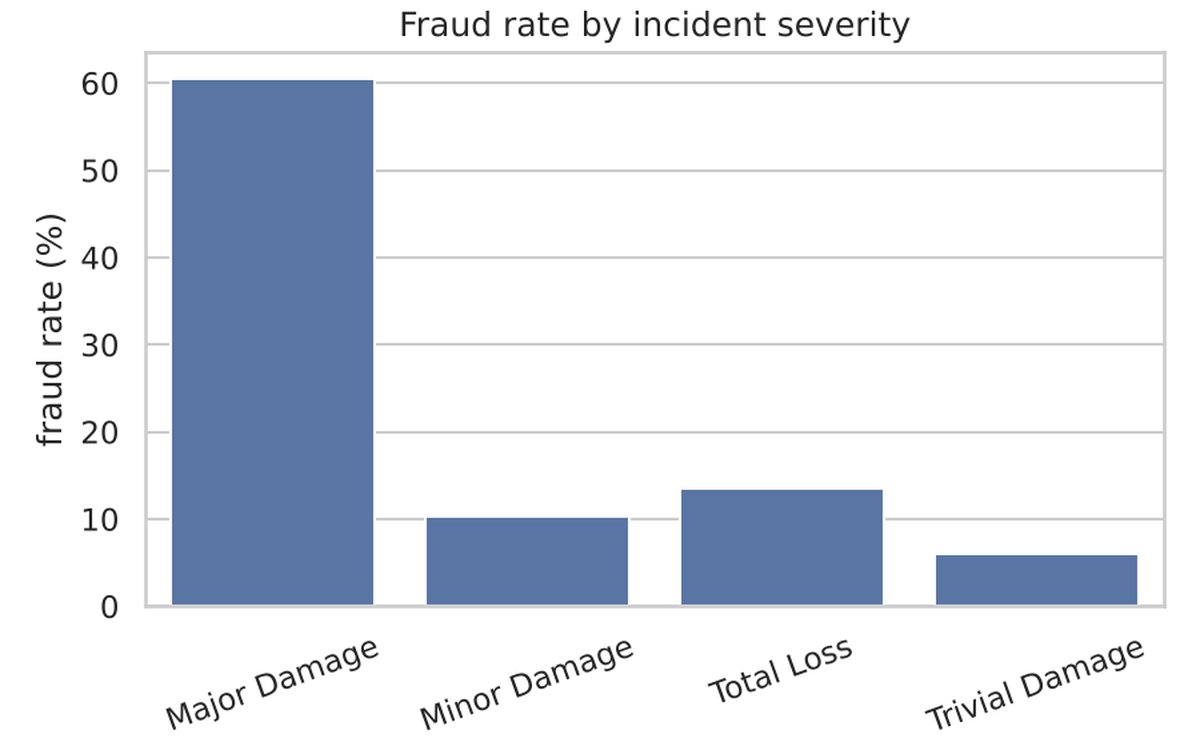 Fraud rate by incident severity
fraud rate (%)
60
50
40
30
20
10
0
Major Damage
Minor Damage
Total Loss
Trivial Damage